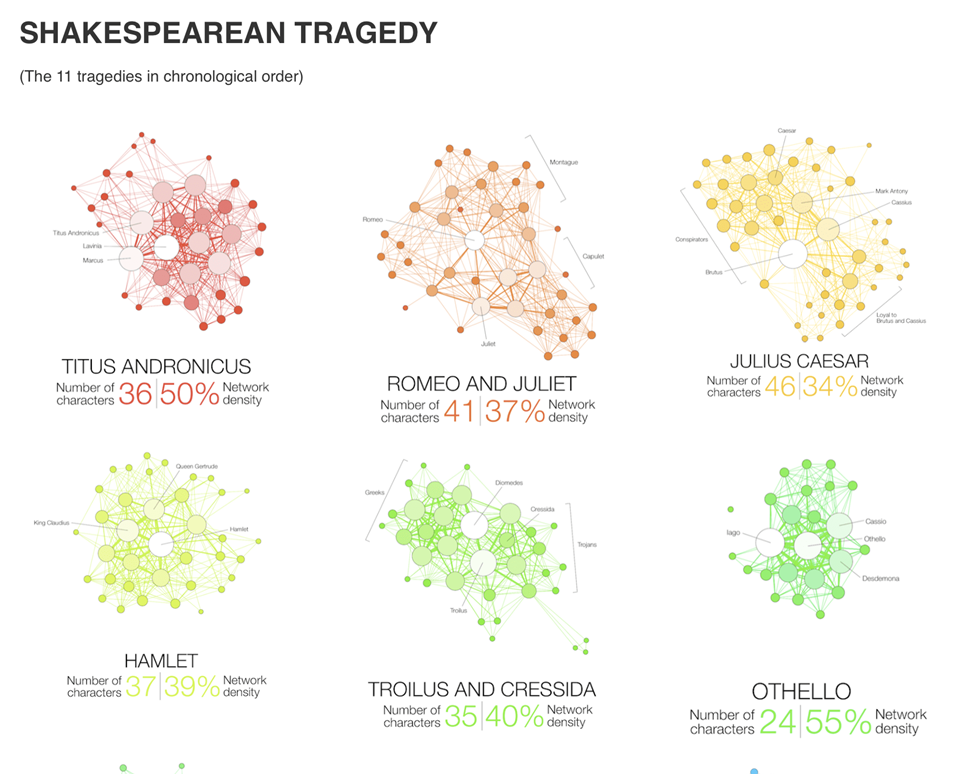 SHAKESPEAREAN TRAGEDY
(The 11 tragedies in chronological order)
Titus Andronicus
Lavinia
Marcus
TITUS ANDRONICUS
Number of characters 36 | 50% Network density
Montague
Romeo
Capulet
Juliet
ROMEO AND JULIET
Number of characters 41 | 37% Network density
Caesar
Mark Antony
Cassius
Conspirators
Brutus
Loyal to
Brutus and Cassius
JULIUS CAESAR
Number of characters 46 | 34% Network density
Queen Gertrude
King Claudius
Hamlet
HAMLET
Number of characters 37 | 39% Network density
Greeks
Diomedes
Cressida
Trojans
Troilus
TROILUS AND CRESSIDA
Number of characters 35 | 40% Network density
Iago
Cassio
Othello
Desdemona
OTHELLO
Number of characters 24 | 55% Network density